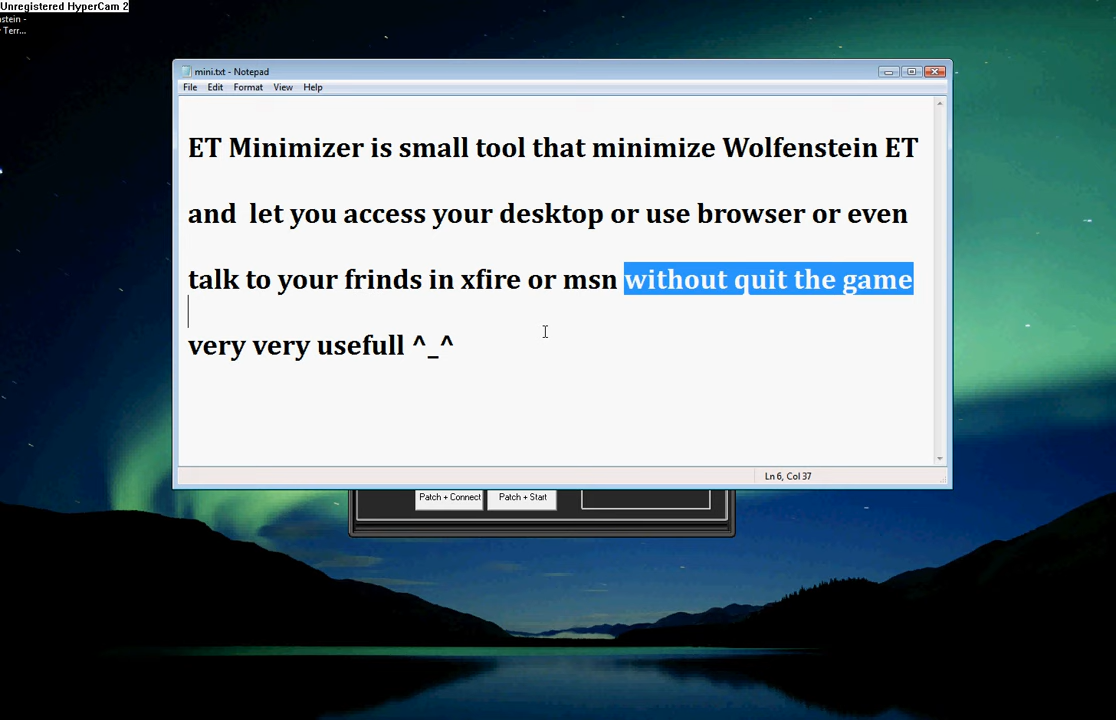 Unregistered HyperCam 2
nstein -
Terr...
mini.txt - Notepad
File Edit Format View Help
ET Minimizer is small tool that minimize Wolfenstein ET
and  let you access your desktop or use browser or even
talk to your frinds in xfire or msn without quit the game
very very usefull ^_^
Ln 6, Col 37
Patch + Connect Patch + Start